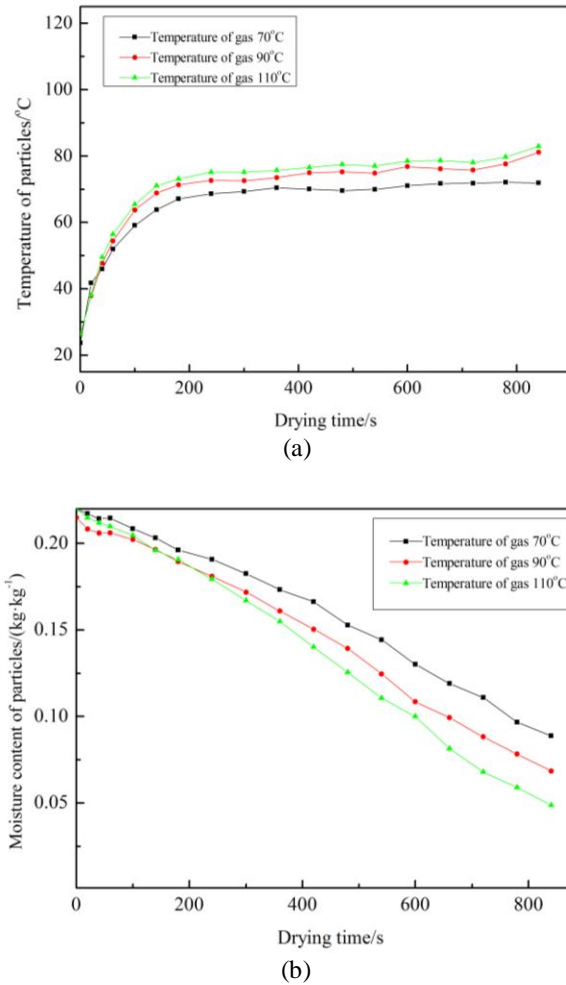 120
100
80
60
40
20
Temperature of particles/°C
Temperature of gas 70°C
Temperature of gas 90°C
Temperature of gas 110°C
0 200 400 600 800
Drying time/s
(a)
0.20
0.15
0.10
0.05
Moisture content of particles/(kg·kg⁻¹)
Temperature of gas 70°C
Temperature of gas 90°C
Temperature of gas 110°C
0 200 400 600 800
Drying time/s
(b)